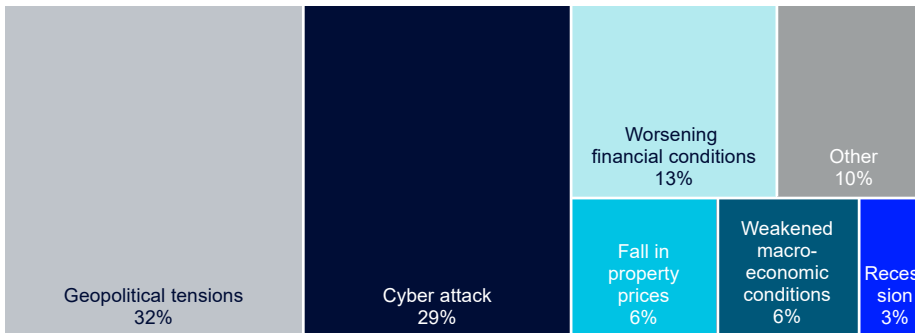 Geopolitical tensions
32%
Cyber attack
29%
Worsening
financial conditions
13%
Other
10%
Fall in
property
prices
6%
Weakened
macro-
economic
conditions
6%
Reces
sion
3%